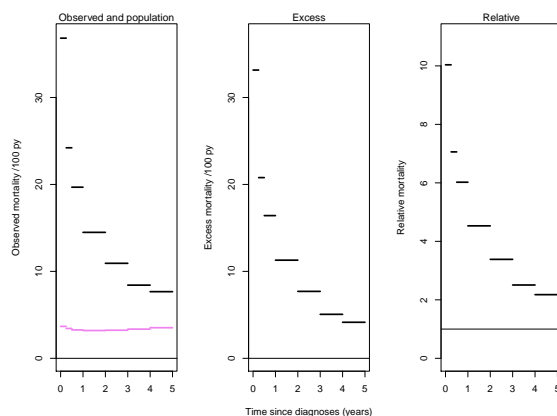 Observed and population
Observed mortality /100 py
0 10 20 30
0 1 2 3 4 5
Excess
Excess mortality /100 py
0 10 20 30
0 1 2 3 4 5
Relative
Relative mortality
0 2 4 6 8 10
0 1 2 3 4 5
Time since diagnoses (years)